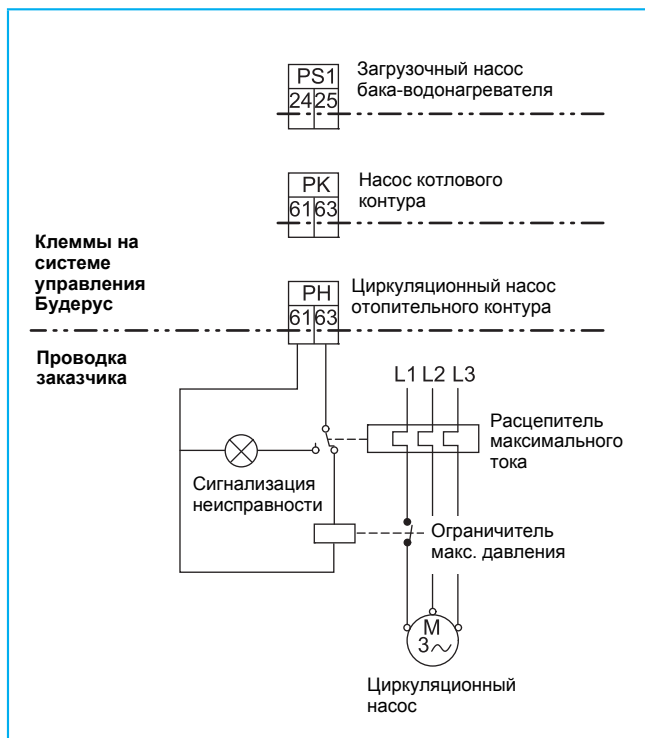 PS1
24 25
Загрузочный насос
бака-водонагревателя
PK
61 63
Насос котлового
контура
Клеммы на
системе
управления
Будерус
PH
61 63
Циркуляционный насос
отопительного контура
Проводка
заказчика
L1 L2 L3
Расцепитель
максимального
тока
Сигнализация
неисправности
Ограничитель
макс. давления
M
3~
Циркуляционный
насос